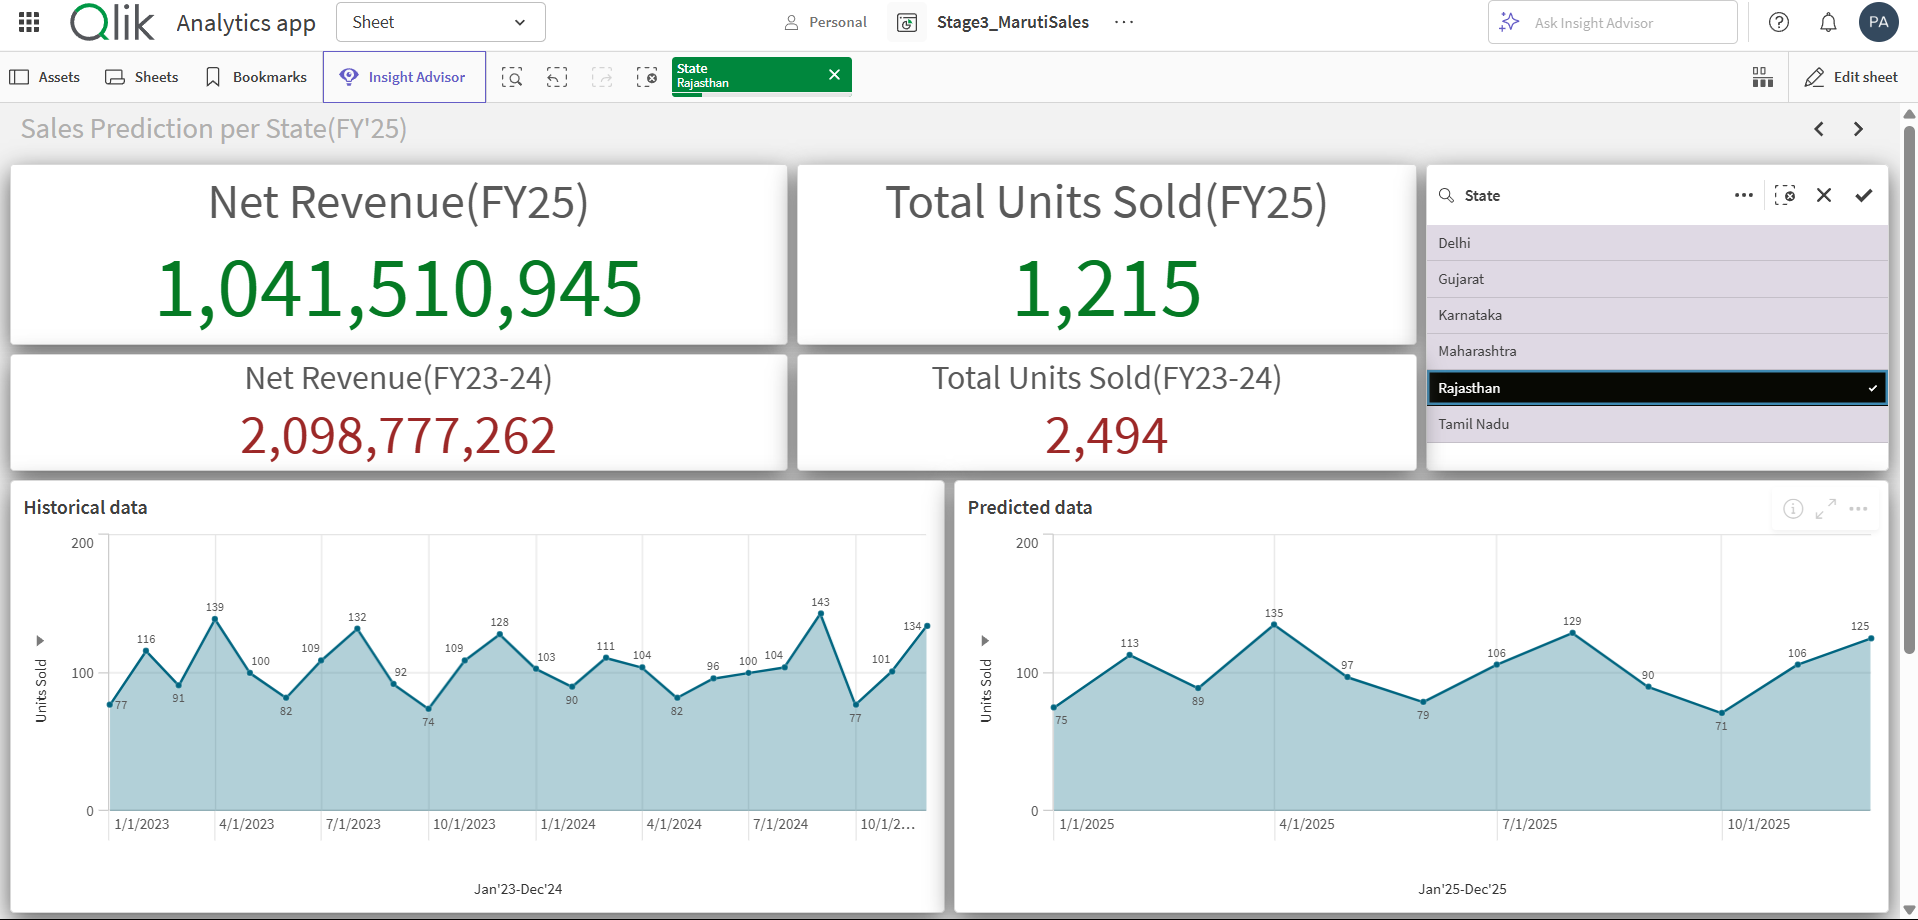 Qlik Analytics app Sheet Personal Stage3_MarutiSales ... Ask Insight Advisor ? PA
Assets Sheets Bookmarks Insight Advisor State Edit sheet
Rajasthan
Sales Prediction per State(FY'25)
Net Revenue(FY25)
1,041,510,945
Total Units Sold(FY25)
1,215
Net Revenue(FY23-24)
2,098,777,262
Total Units Sold(FY23-24)
2,494
State
Delhi
Gujarat
Karnataka
Maharashtra
Rajasthan
Tamil Nadu
Historical data
Units Sold
200
100
0
77
116
91
139
100
82
109
132
92
74
109
128
103
90
111
104
82
96
100
104
143
77
101
134
1/1/2023 4/1/2023 7/1/2023 10/1/2023 1/1/2024 4/1/2024 7/1/2024 10/1/2...
Jan'23-Dec'24
Predicted data
Units Sold
200
100
0
75
113
89
135
97
79
106
129
90
71
106
125
1/1/2025 4/1/2025 7/1/2025 10/1/2025
Jan'25-Dec'25